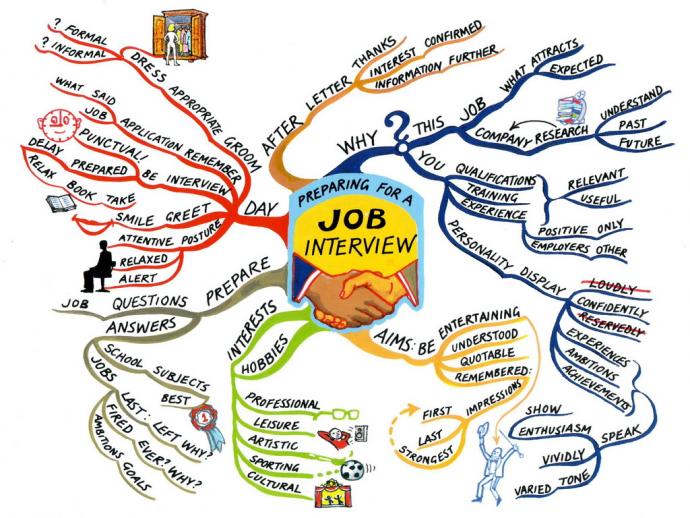 PREPARING FOR A
JOB
INTERVIEW
WHY ? THIS JOB
WHAT ATTRACTS
EXPECTED
COMPANY RESEARCH
UNDERSTAND
PAST
FUTURE
YOU
QUALIFICATIONS
TRAINING
EXPERIENCE
RELEVANT
USEFUL
POSITIVE ONLY
EMPLOYERS OTHER
PERSONALITY DISPLAY
LOUDLY
CONFIDENTLY
RESERVEDLY
EXPERIENCES
AMBITIONS
ACHIEVEMENTS
SPEAK
SHOW
ENTHUSIASM
VIVIDLY
VARIED TONE
AIMS: BE
ENTERTAINING
UNDERSTOOD
QUOTABLE
REMEMBERED:
IMPRESSIONS
FIRST
LAST
STRONGEST
INTERESTS
HOBBIES
PROFESSIONAL
LEISURE
ARTISTIC
SPORTING
CULTURAL
PREPARE
JOB QUESTIONS
ANSWERS
SCHOOL SUBJECTS
BEST
1
JOBS
LAST: LEFT WHY?
FIRED EVER? WHY?
AMBITIONS GOALS
DAY
DRESS APPROPRIATE GROOM
? FORMAL
? INFORMAL
APPLICATION REMEMBER
WHAT SAID
JOB
PUNCTUAL!
BE INTERVIEW
PREPARED
DELAY
RELAX BOOK TAKE
SMILE GREET
ATTENTIVE POSTURE
RELAXED
ALERT
AFTER LETTER THANKS
INTEREST CONFIRMED
INFORMATION FURTHER